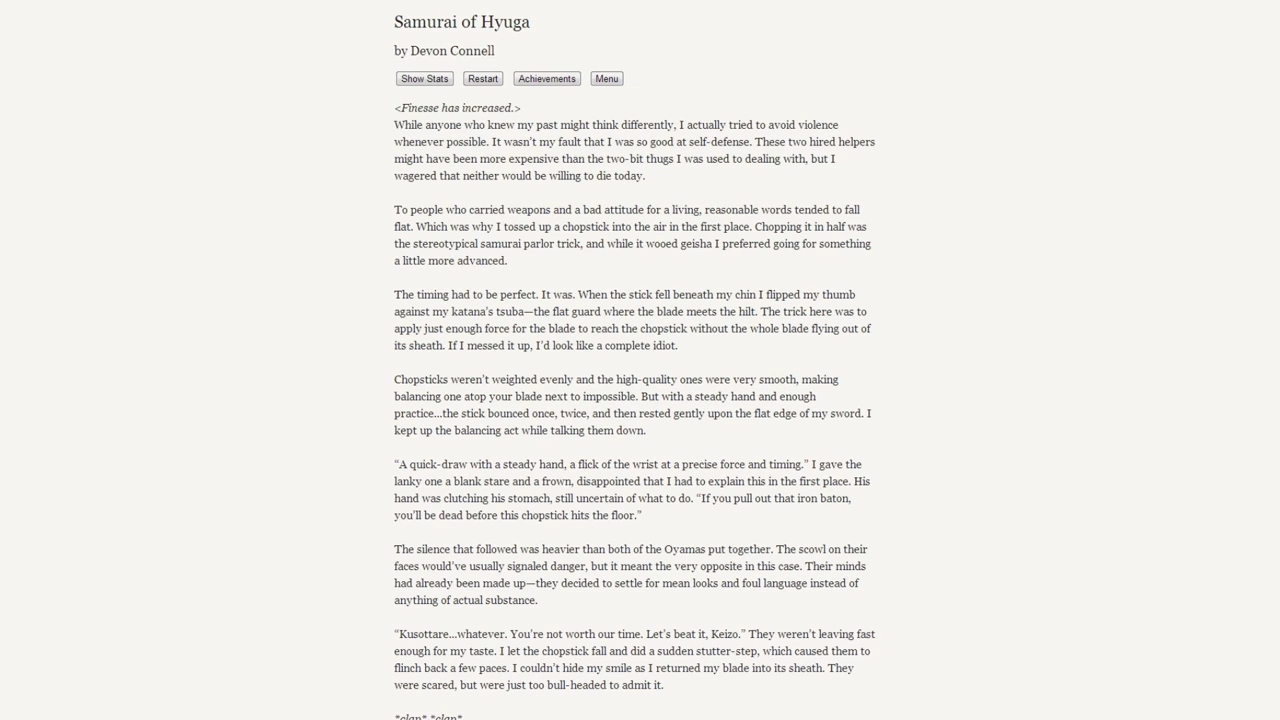 Samurai of Hyuga
by Devon Connell
Show Stats Restart Achievements Menu
<Finesse has increased.>
While anyone who knew my past might think differently, I actually tried to avoid violence
whenever possible. It wasn't my fault that I was so good at self-defense. These two hired helpers
might have been more expensive than the two-bit thugs I was used to dealing with, but I
wagered that neither would be willing to die today.
To people who carried weapons and a bad attitude for a living, reasonable words tended to fall
flat. Which was why I tossed up a chopstick into the air in the first place. Chopping it in half was
the stereotypical samurai parlor trick, and while it wooed geisha I preferred going for something
a little more advanced.
The timing had to be perfect. It was. When the stick fell beneath my chin I flipped my thumb
against my katana's tsuba—the flat guard where the blade meets the hilt. The trick here was to
apply just enough force for the blade to reach the chopstick without the whole blade flying out of
its sheath. If I messed it up, I'd look like a complete idiot.
Chopsticks weren't weighted evenly and the high-quality ones were very smooth, making
balancing one atop your blade next to impossible. But with a steady hand and enough
practice...the stick bounced once, twice, and then rested gently upon the flat edge of my sword. I
kept up the balancing act while talking them down.
“A quick-draw with a steady hand, a flick of the wrist at a precise force and timing.” I gave the
lanky one a blank stare and a frown, disappointed that I had to explain this in the first place. His
hand was clutching his stomach, still uncertain of what to do. “If you pull out that iron baton,
you'll be dead before this chopstick hits the floor.”
The silence that followed was heavier than both of the Oyamas put together. The scowl on their
faces would've usually signaled danger, but it meant the very opposite in this case. Their minds
had already been made up—they decided to settle for mean looks and foul language instead of
anything of actual substance.
“Kusottare...whatever. You're not worth our time. Let's beat it, Keizo.” They weren't leaving fast
enough for my taste. I let the chopstick fall and did a sudden stutter-step, which caused them to
flinch back a few paces. I couldn't hide my smile as I returned my blade into its sheath. They
were scared, but were just too bull-headed to admit it.
*clap* *clap*